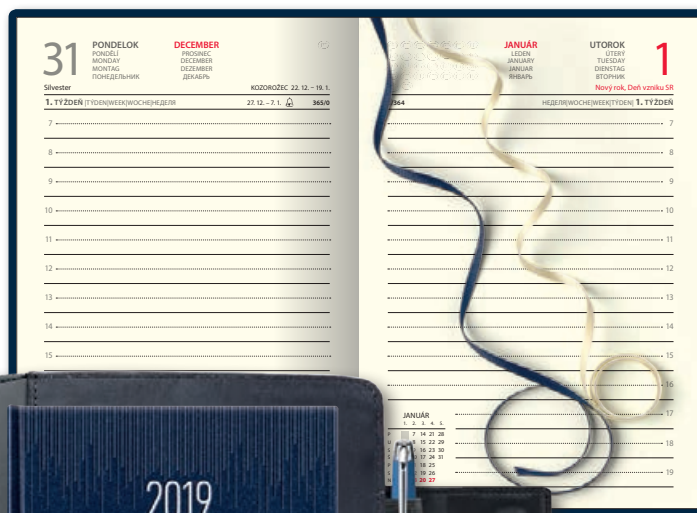 31
PONDELOK
PONDĚLÍ
MONDAY
MONTAG
ПОНЕДЕЛЬНИК
DECEMBER
PROSINEC
DECEMBER
DEZEMBER
ДЕКАБРЬ
Silvester
KOZOROŽEC 22. 12. – 19. 1.
1. TÝŽDEŇ |TÝDEN|WEEK|WOCHE|НЕДЕЛЯ
27. 12. – 7. 1.
365/0
7
8
9
10
11
12
13
14
15
JANUÁR
LEDEN
JANUARY
JANUAR
ЯНВАРЬ
UTOROK
ÚTERÝ
TUESDAY
DIENSTAG
ВТОРНИК
1
Nový rok, Deň vzniku SR
/364
НЕДЕЛЯ|WOCHE|WEEK|TÝDEN| 1. TÝŽDEŇ
7
8
9
10
11
12
13
14
15
16
17
18
19
JANUÁR
1. 2. 3. 4. 5.
P 7 14 21 28
U 8 15 22 29
S 16 23 30
17 24 31
P 18 25
S 19 26
N 20 27
2019